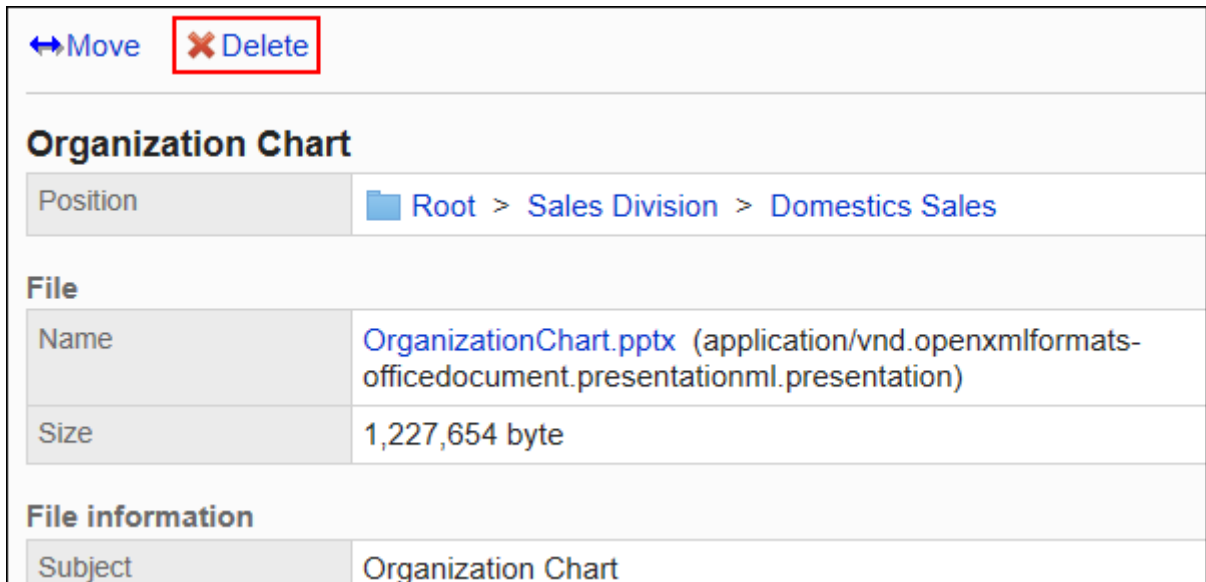 Move Delete
Organization Chart
Position Root > Sales Division > Domestics Sales
File
Name OrganizationChart.pptx (application/vnd.openxmlformats-
officedocument.presentationml.presentation)
Size 1,227,654 byte
File information
Subject Organization Chart